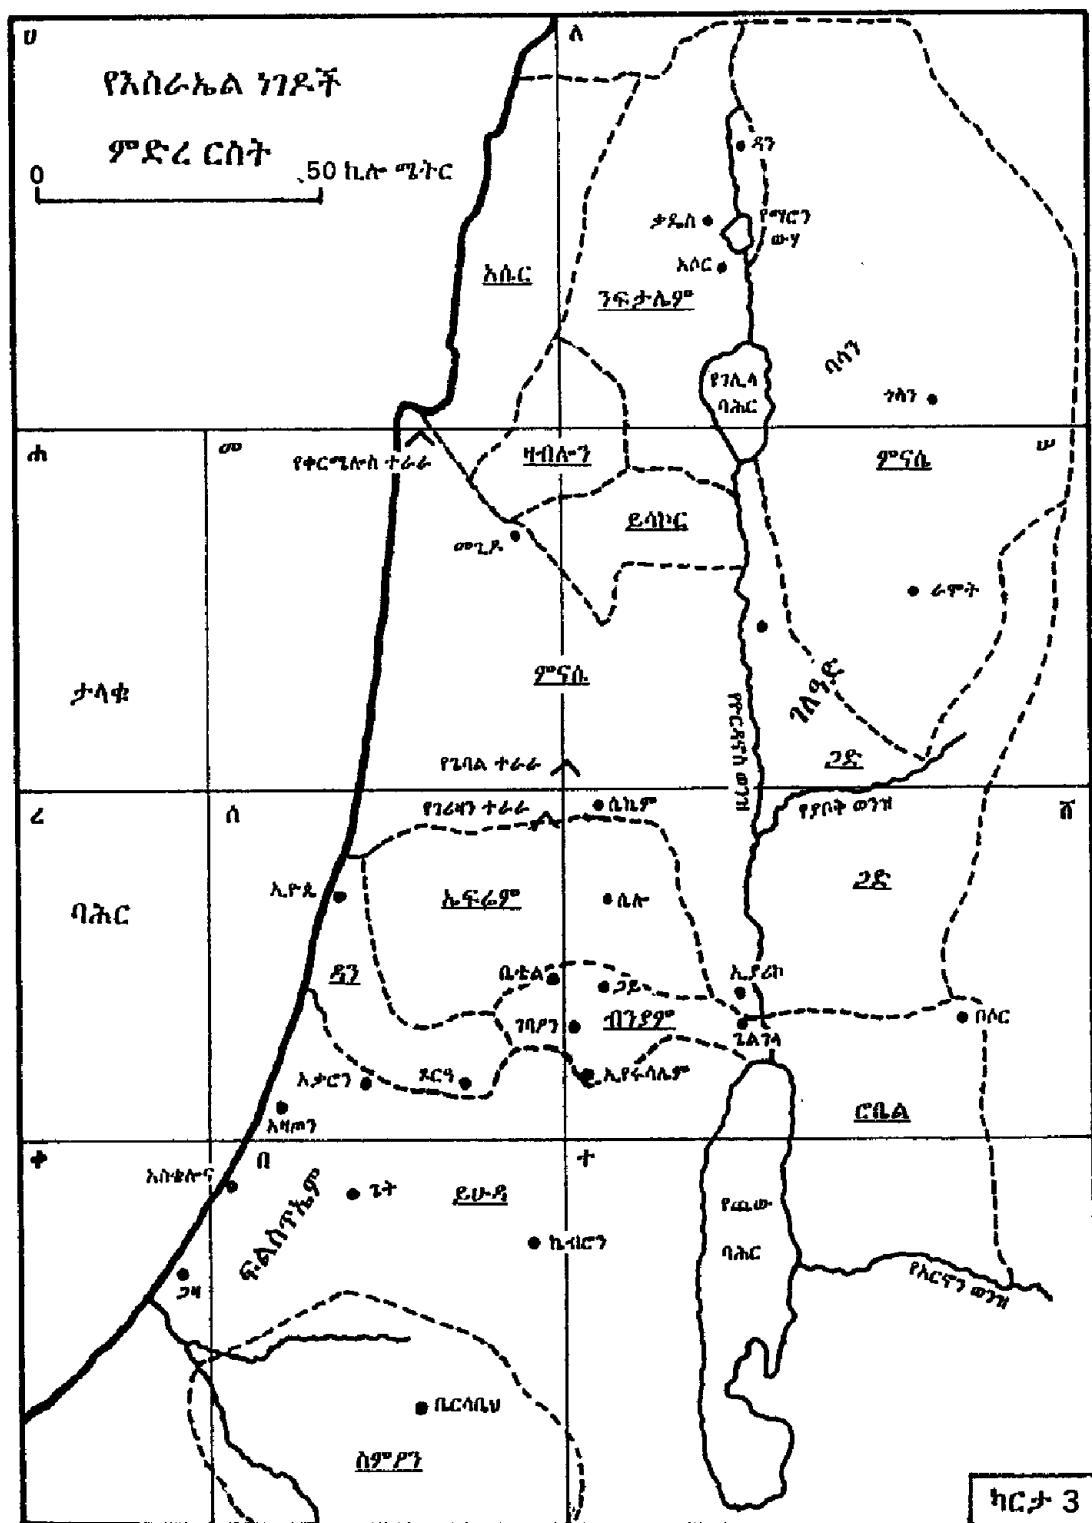 ሀ
ለ
የእስራኤል ነገዶች
ምድረ ርስት
0
50 ኪሎ ሜትር
ዳን
ቃዴስ
የማሮን
ውሃ
አሶር
አሴር
ንፍታሌም
ባሳን
የገሊላ
ባሕር
ጎላን
ሐ
መ
ሠ
የቀርሜሎስ ተራራ
ዛብሎን
ምናሴ
ይሳኮር
መጊዶ
ራሞት
ምናሴ
ታላቁ
ገለዓድ
የዮርዳኖስ ወንዝ
ጋድ
የጌባል ተራራ
ረ
ሰ
ሸ
የገሪዛን ተራራ
ሴኬም
የያቦቅ ወንዝ
ኢዮጴ
ኤፍሬም
ሴሎ
ጋድ
ባሕር
ዳን
ቤቴል
ጋይ
ኢያሪኮ
ገባዖን
ብንያም
ጌልገላ
ቦሶር
አቃሮን
ጾርዓ
ኢየሩሳሌም
አዛጦን
ሮቤል
ቀ
በ
ተ
አስቀሎና
ጌት
ይሁዳ
ፍልስጥኤም
የጨው
ባሕር
ኬብሮን
ጋዛ
የአርኖን ወንዝ
ቤርሳቤህ
ስምዖን
ካርታ 3